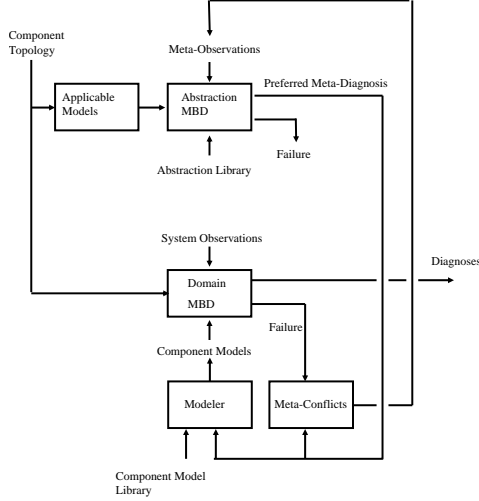 Component
Topology
Meta-Observations
Preferred Meta-Diagnosis
Applicable
Models
Abstraction
MBD
Failure
Abstraction Library
System Observations
Diagnoses
Domain
MBD
Failure
Component Models
Modeler
Meta-Conflicts
Component Model
Library